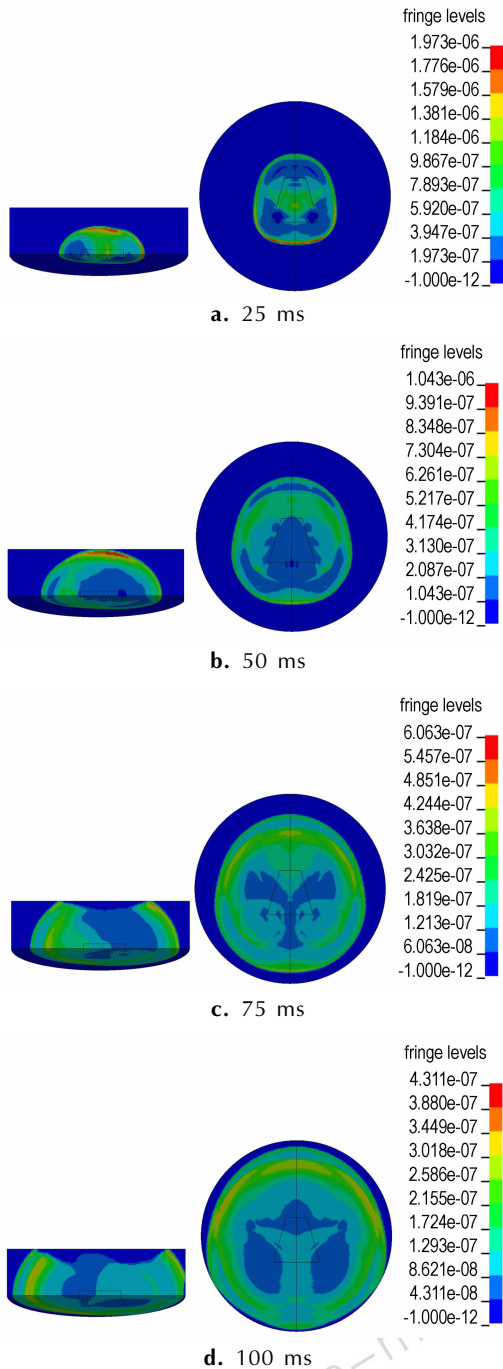 fringe levels
1.973e-06
1.776e-06
1.579e-06
1.381e-06
1.184e-06
9.867e-07
7.893e-07
5.920e-07
3.947e-07
1.973e-07
-1.000e-12
a. 25 ms
fringe levels
1.043e-06
9.391e-07
8.348e-07
7.304e-07
6.261e-07
5.217e-07
4.174e-07
3.130e-07
2.087e-07
1.043e-07
-1.000e-12
b. 50 ms
fringe levels
6.063e-07
5.457e-07
4.851e-07
4.244e-07
3.638e-07
3.032e-07
2.425e-07
1.819e-07
1.213e-07
6.063e-08
-1.000e-12
c. 75 ms
fringe levels
4.311e-07
3.880e-07
3.449e-07
3.018e-07
2.586e-07
2.155e-07
1.724e-07
1.293e-07
8.621e-08
4.311e-08
-1.000e-12
d. 100 ms